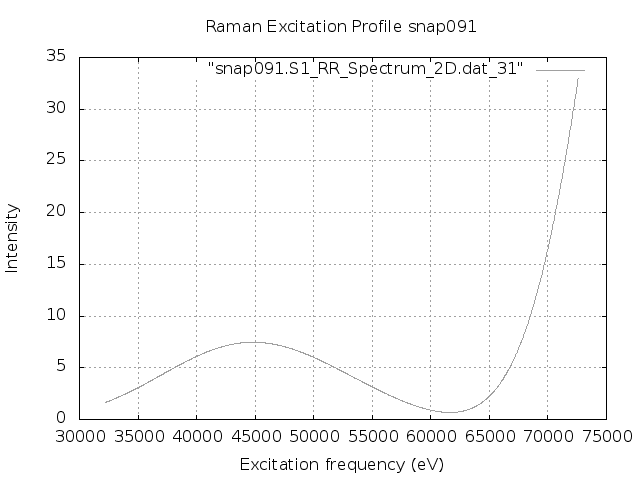 Raman Excitation Profile snap091
"snap091.S1_RR_Spectrum_2D.dat_31"
35
30
25
20
15
10
5
0
Intensity
30000 35000 40000 45000 50000 55000 60000 65000 70000 75000
Excitation frequency (eV)